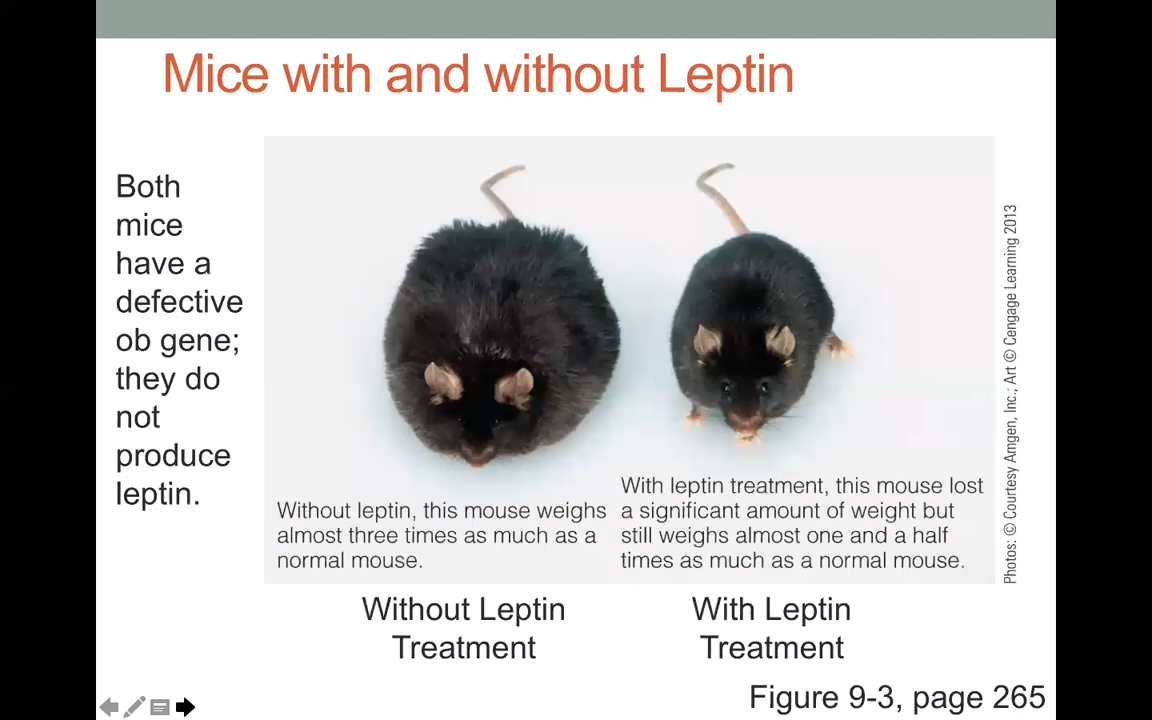 Mice with and without Leptin
Both
mice
have a
defective
ob gene;
they do
not
produce
leptin.
Without leptin, this mouse weighs
almost three times as much as a
normal mouse.
With leptin treatment, this mouse lost
a significant amount of weight but
still weighs almost one and a half
times as much as a normal mouse.
Photos: © Courtesy Amgen, Inc.; Art © Cengage Learning 2013
Without Leptin
Treatment
With Leptin
Treatment
Figure 9-3, page 265